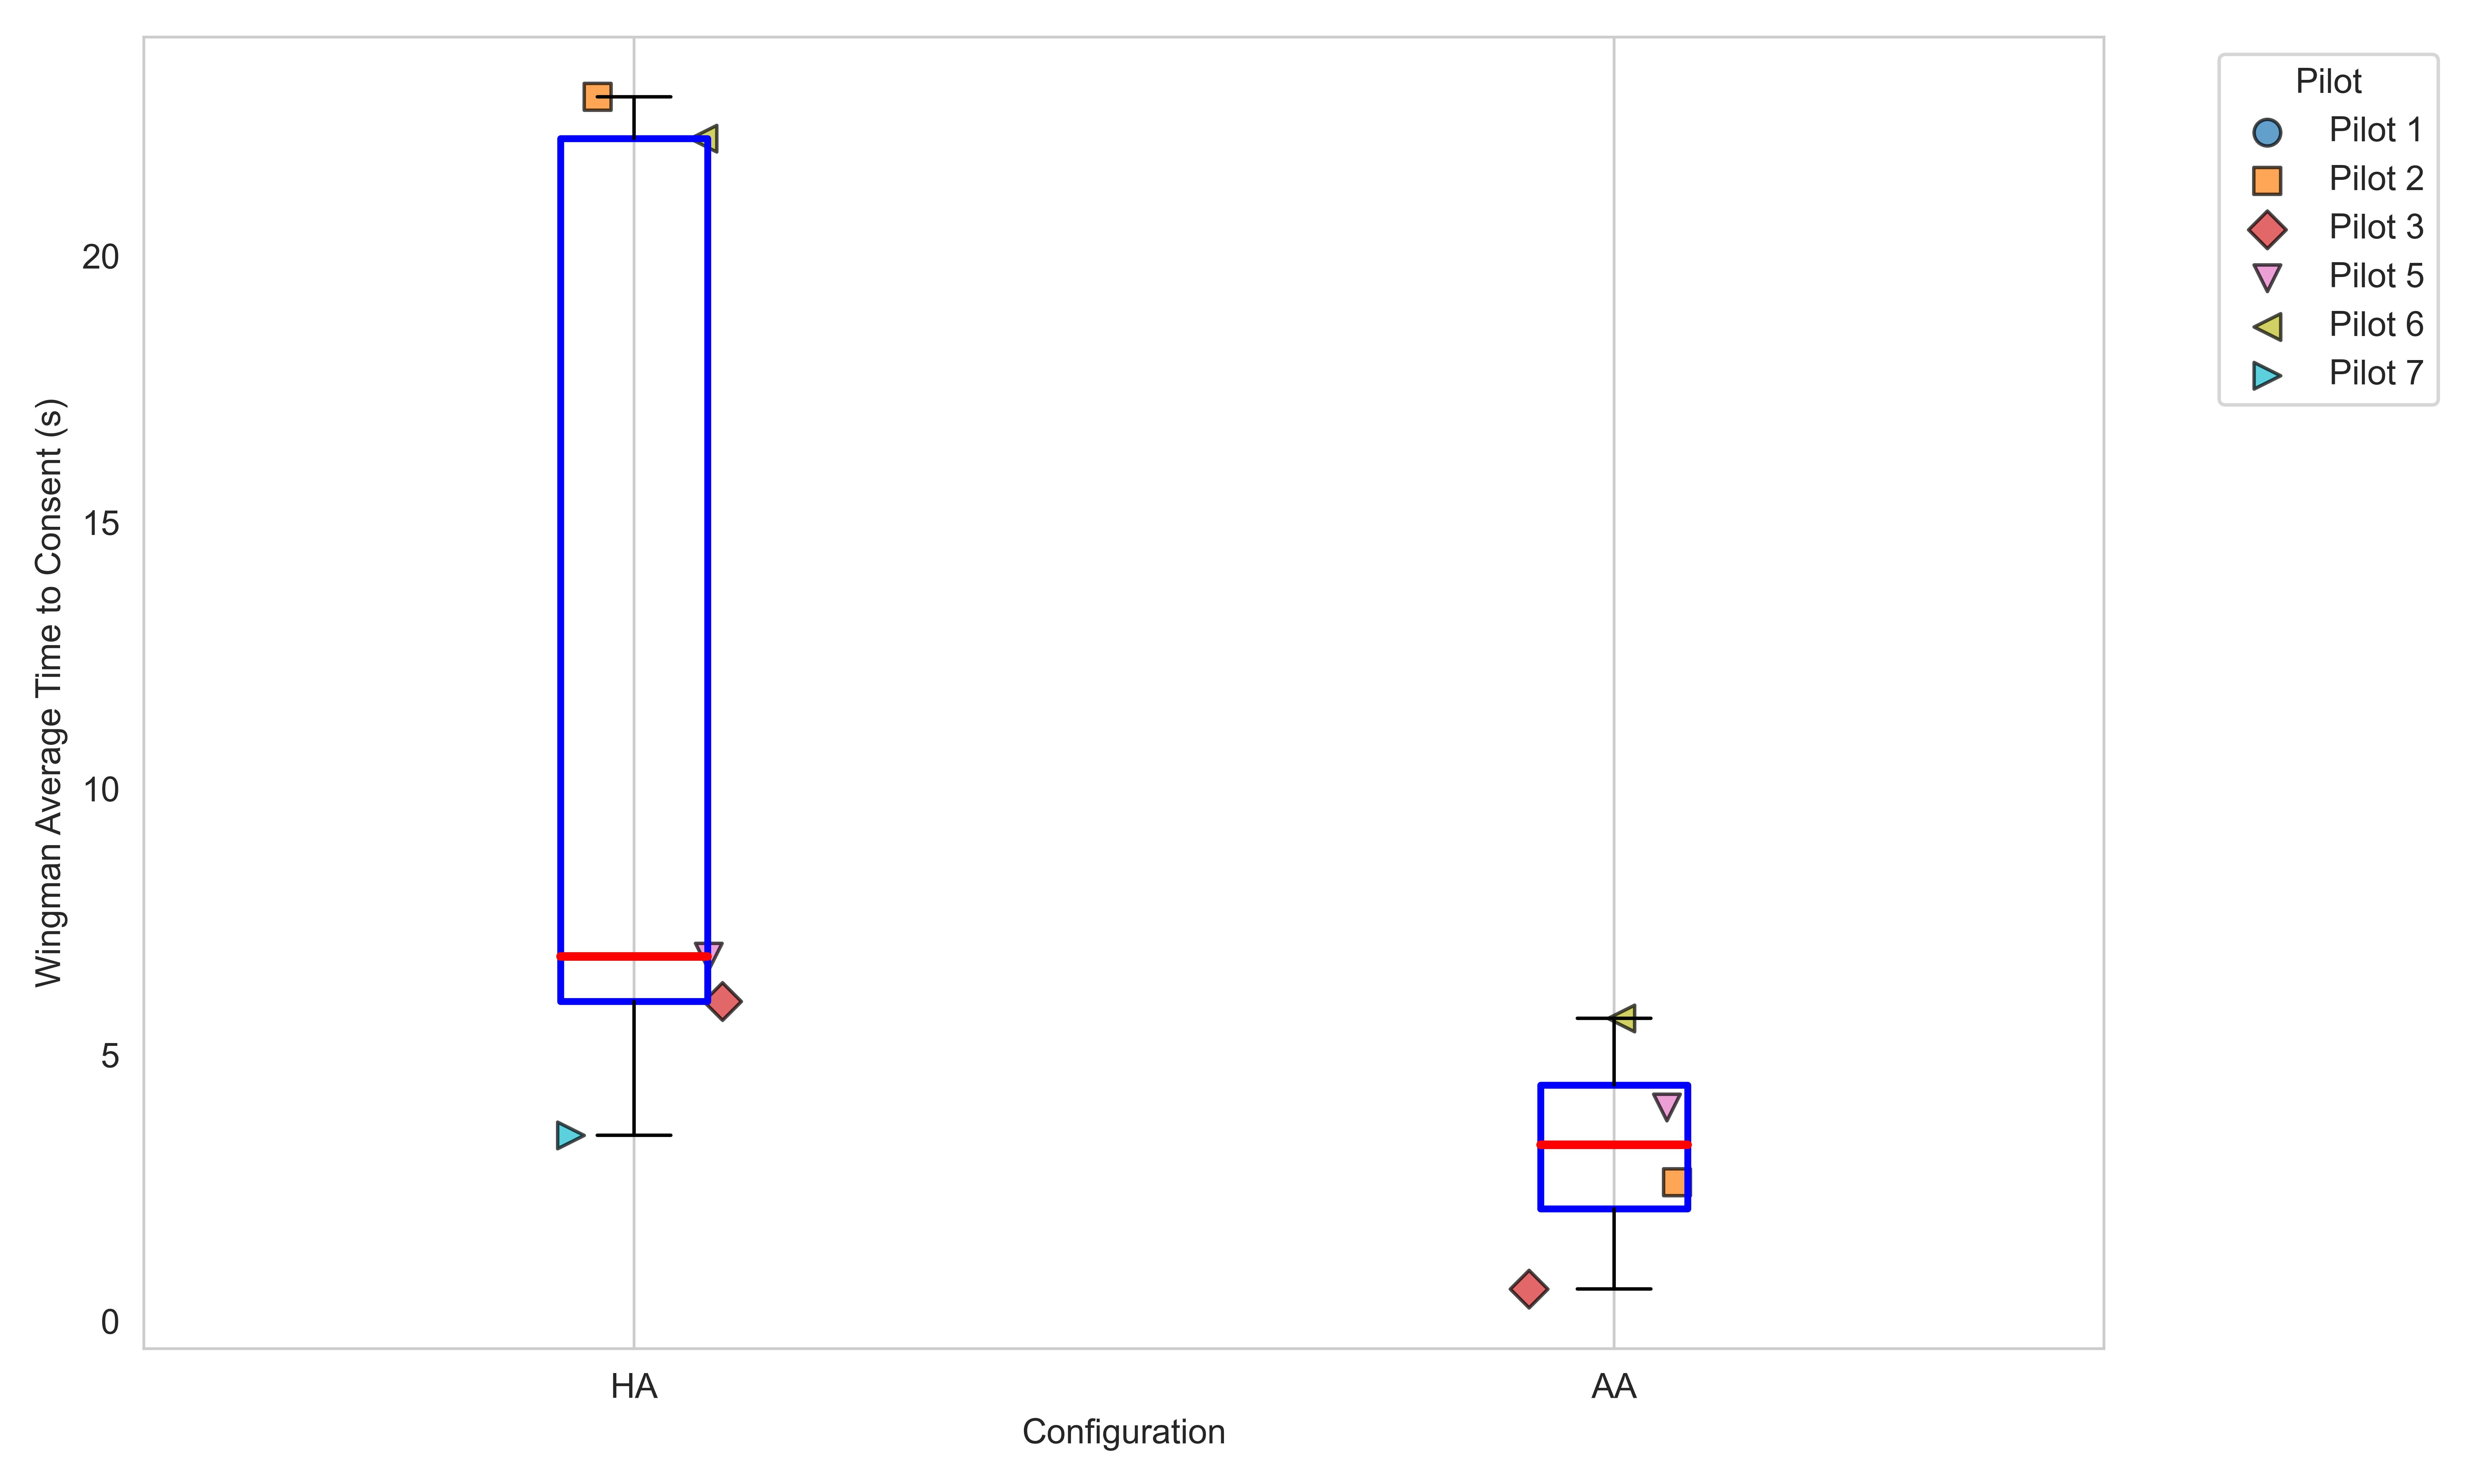 Wingman Average Time to Consent (s)
20
15
10
5
0
HA
AA
Configuration
Pilot
Pilot 1
Pilot 2
Pilot 3
Pilot 5
Pilot 6
Pilot 7